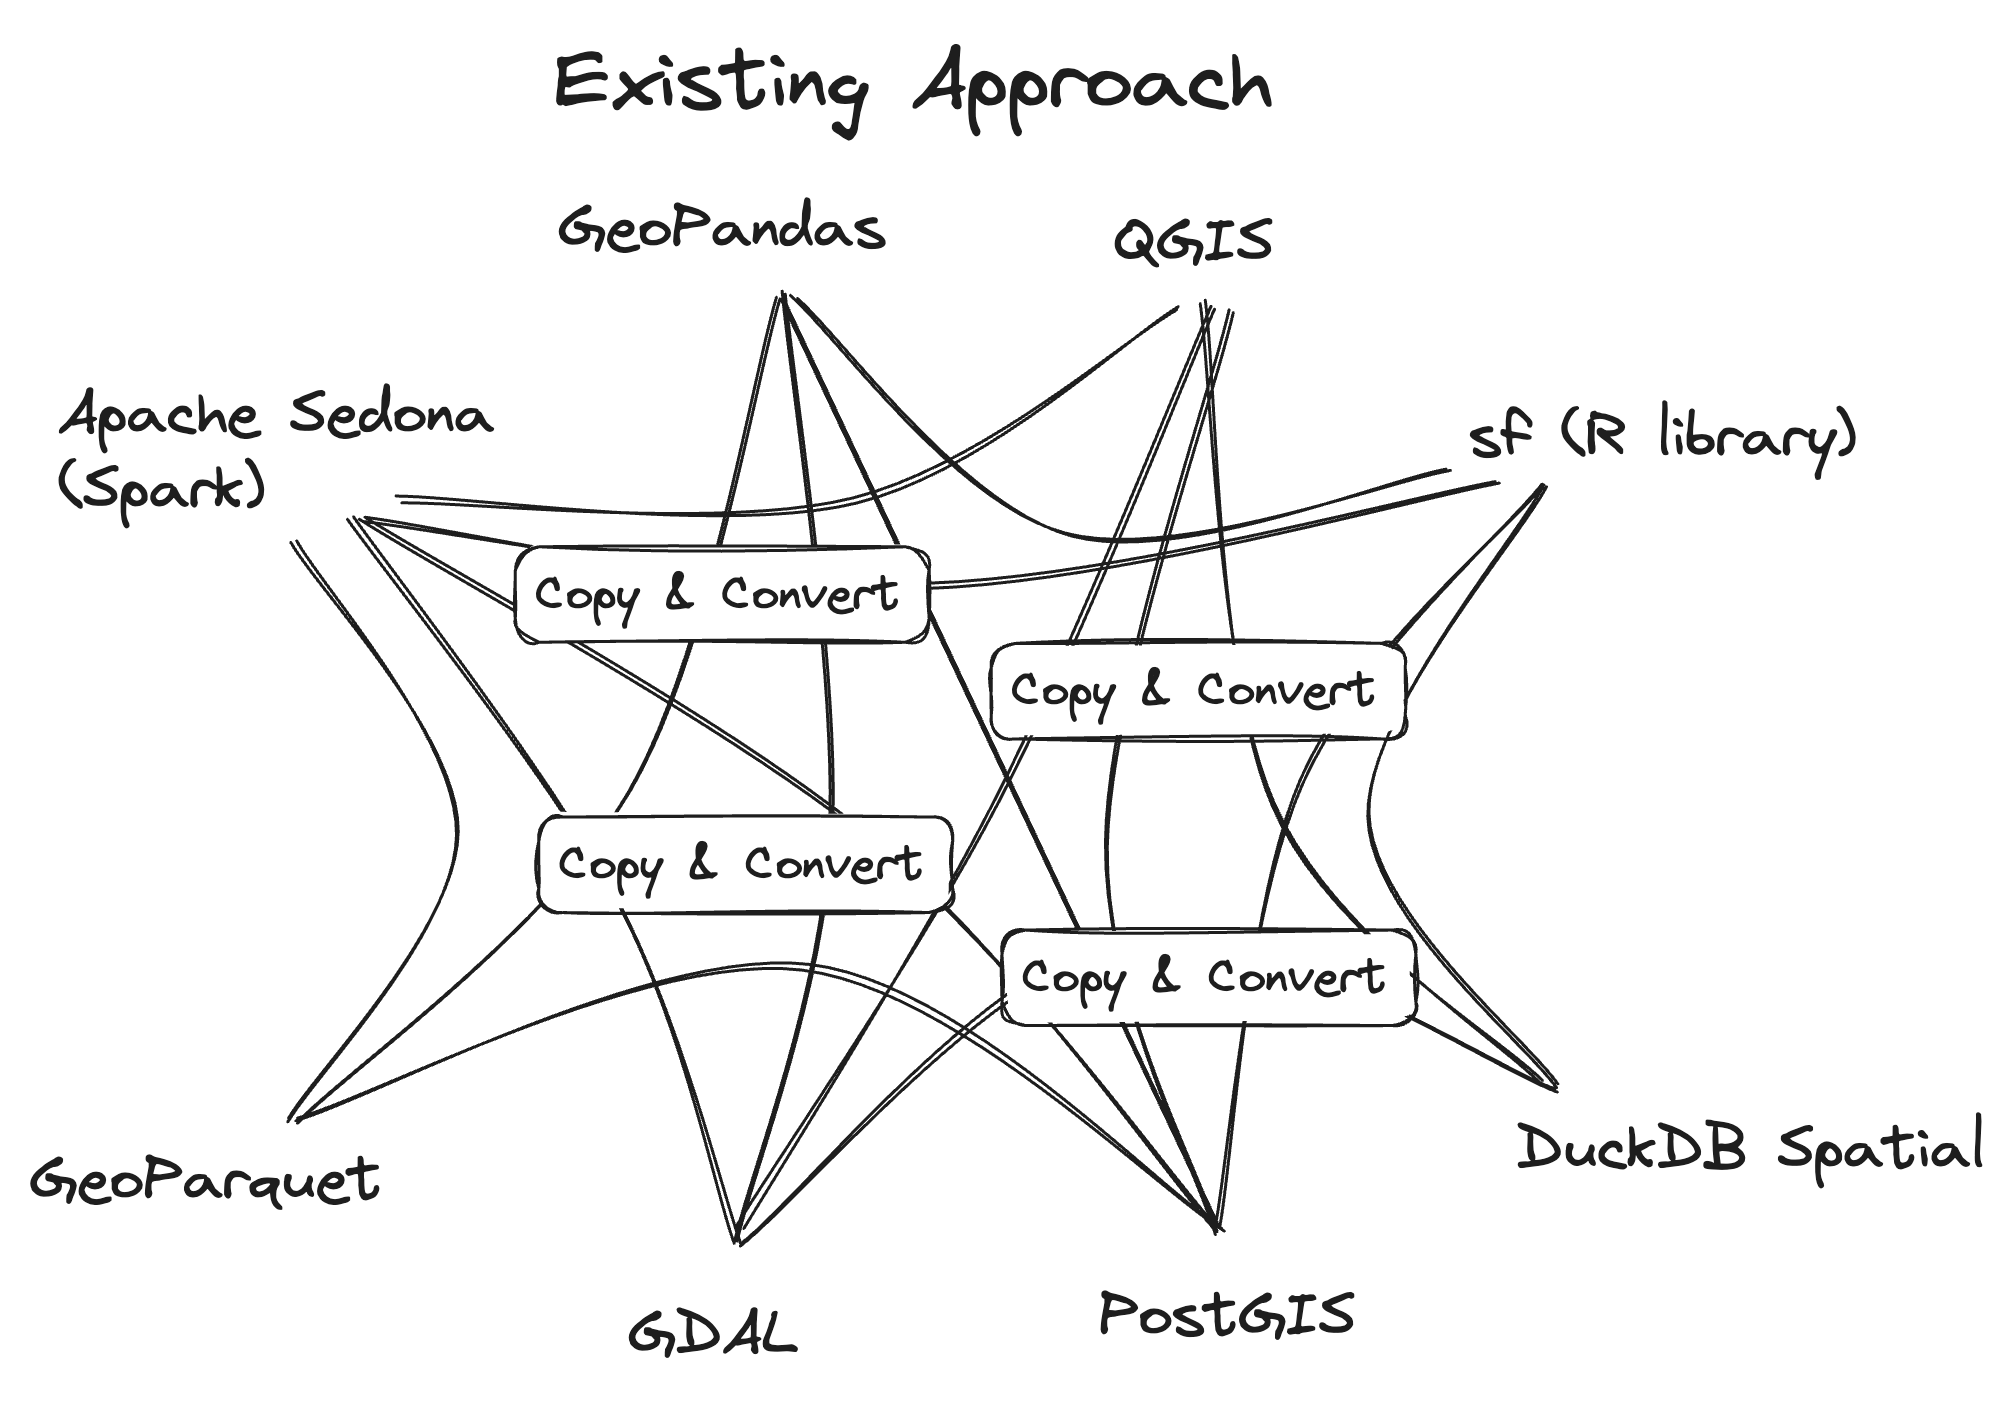 Existing Approach
GeoPandas
QGIS
Apache Sedona
(Spark)
sf (R library)
Copy & Convert
Copy & Convert
Copy & Convert
Copy & Convert
GeoParquet
DuckDB Spatial
GDAL
PostGIS